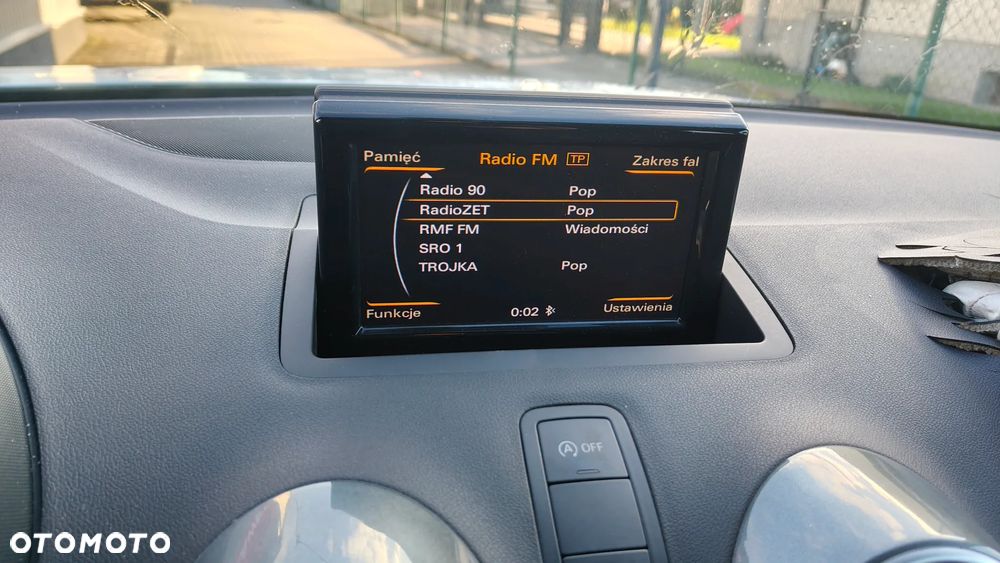 Pamięć Radio FM TP Zakres fal
Radio 90 Pop
RadioZET Pop
RMF FM Wiadomości
SRO 1
TROJKA Pop
Funkcje 0:02 Ustawienia
A OFF
OTOMOTO